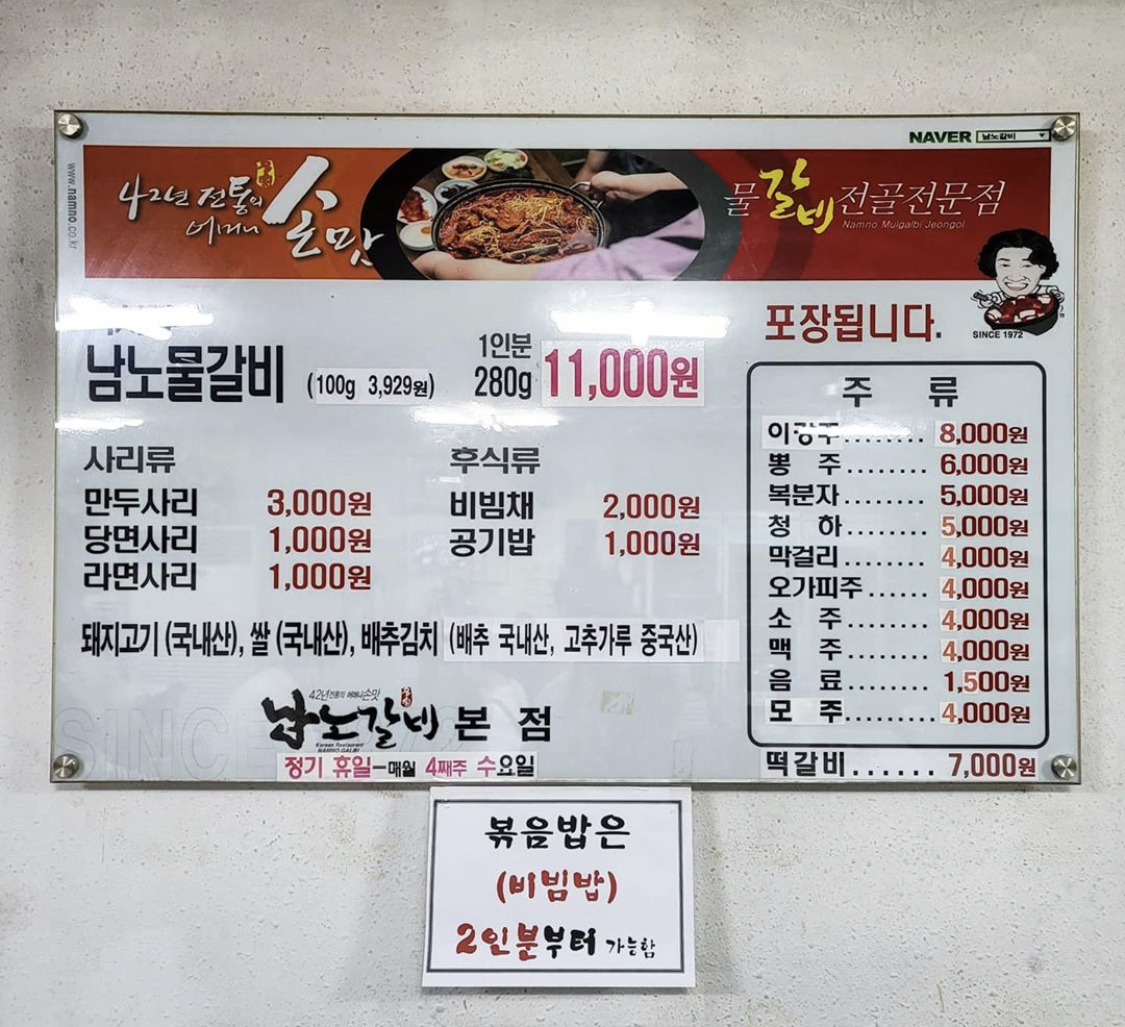 NAVER 남노갈비
www.namno.co.kr
42년 전통의
어머니
손맛
물갈비전골전문점
Namno Mulgalbi Jeongol
포장됩니다.
SINCE 1972
남노물갈비 (100g 3,929원) 1인분 280g 11,000원
사리류
만두사리 3,000원
당면사리 1,000원
라면사리 1,000원
후식류
비빔채 2,000원
공기밥 1,000원
주 류
이강주........ 8,000원
뽕 주........ 6,000원
복분자........ 5,000원
청 하........ 5,000원
막걸리........ 4,000원
오가피주...... 4,000원
소 주........ 4,000원
맥 주........ 4,000원
음 료........ 1,500원
모 주........ 4,000원
떡갈비...... 7,000원
돼지고기 (국내산), 쌀 (국내산), 배추김치 (배추 국내산, 고추가루 중국산)
42년전통의 어머니손맛
남노갈비 본 점
Korean Restaurant
NAMNO GALBI
SINCE
정기 휴일-매월 4째주 수요일
볶음밥은
(비빔밥)
2인분부터 가능함